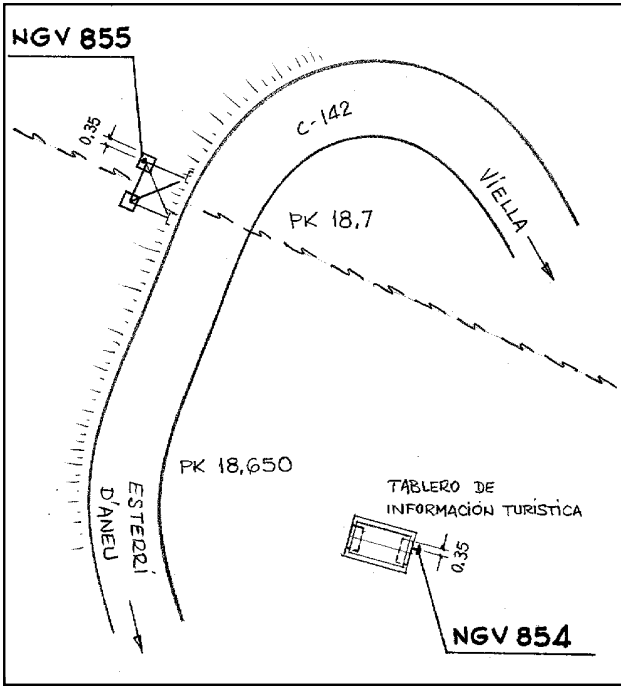 NGV 855
0.35
C-142
VIELLA
PK 18,7
PK 18,650
ESTERRI
D'ANEU
TABLERO DE
INFORMACIÓN TURÍSTICA
0.35
NGV 854